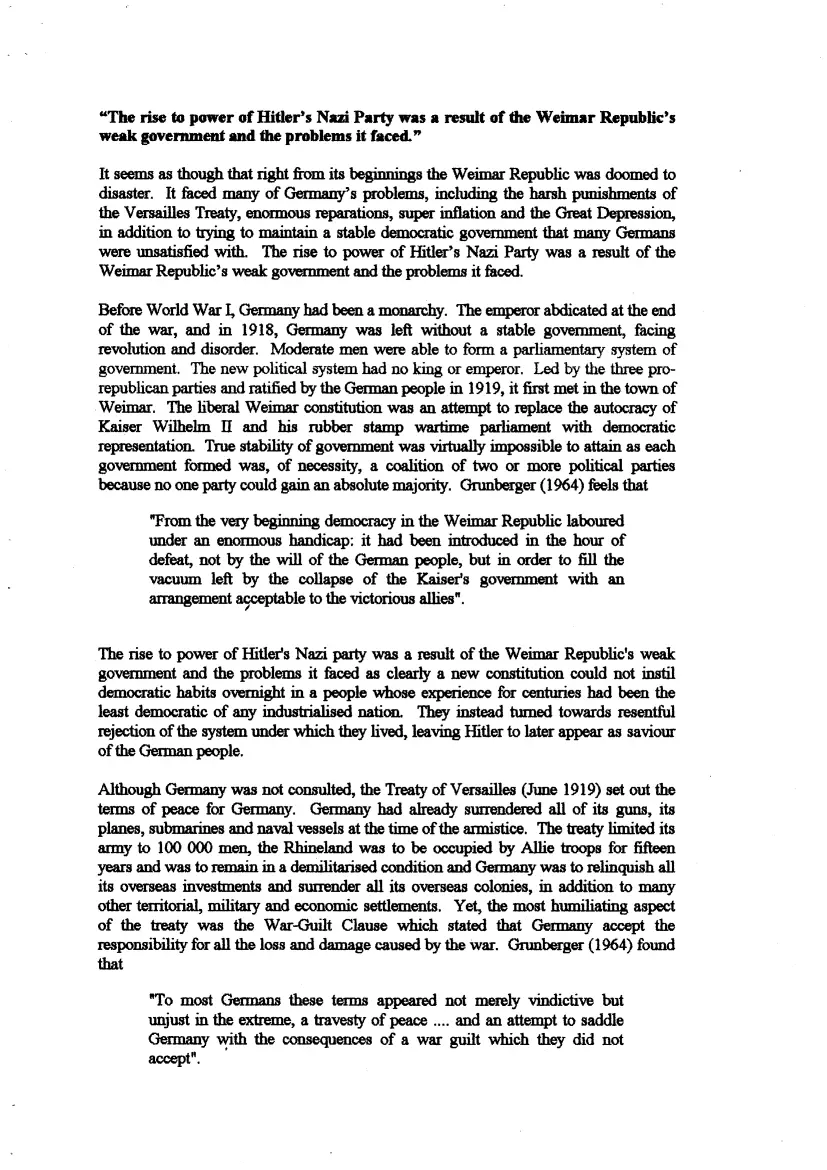 “The rise to power of Hitler’s Nazi Party was a result of the Weimar Republic’s
weak government and the problems it faced.”
It seems as though that right from its beginnings the Weimar Republic was doomed to
disaster. It faced many of Germany’s problems, including the harsh punishments of
the Versailles Treaty, enormous reparations, super inflation and the Great Depression,
in addition to trying to maintain a stable democratic government that many Germans
were unsatisfied with. The rise to power of Hitler’s Nazi Party was a result of the
Weimar Republic’s weak government and the problems it faced.
Before World War I, Germany had been a monarchy. The emperor abdicated at the end
of the war, and in 1918, Germany was left without a stable government, facing
revolution and disorder. Moderate men were able to form a parliamentary system of
government. The new political system had no king or emperor. Led by the three pro-
republican parties and ratified by the German people in 1919, it first met in the town of
Weimar. The liberal Weimar constitution was an attempt to replace the autocracy of
Kaiser Wilhelm II and his rubber stamp wartime parliament with democratic
representation. True stability of government was virtually impossible to attain as each
government formed was, of necessity, a coalition of two or more political parties
because no one party could gain an absolute majority. Grunberger (1964) feels that
"From the very beginning democracy in the Weimar Republic laboured
under an enormous handicap: it had been introduced in the hour of
defeat, not by the will of the German people, but in order to fill the
vacuum left by the collapse of the Kaiser's government with an
arrangement acceptable to the victorious allies".
The rise to power of Hitler's Nazi party was a result of the Weimar Republic's weak
government and the problems it faced as clearly a new constitution could not instil
democratic habits overnight in a people whose experience for centuries had been the
least democratic of any industrialised nation. They instead turned towards resentful
rejection of the system under which they lived, leaving Hitler to later appear as saviour
of the German people.
Although Germany was not consulted, the Treaty of Versailles (June 1919) set out the
terms of peace for Germany. Germany had already surrendered all of its guns, its
planes, submarines and naval vessels at the time of the armistice. The treaty limited its
army to 100 000 men, the Rhineland was to be occupied by Allie troops for fifteen
years and was to remain in a demilitarised condition and Germany was to relinquish all
its overseas investments and surrender all its overseas colonies, in addition to many
other territorial, military and economic settlements. Yet, the most humiliating aspect
of the treaty was the War-Guilt Clause which stated that Germany accept the
responsibility for all the loss and damage caused by the war. Grunberger (1964) found
that
"To most Germans these terms appeared not merely vindictive but
unjust in the extreme, a travesty of peace .... and an attempt to saddle
Germany with the consequences of a war guilt which they did not
accept".